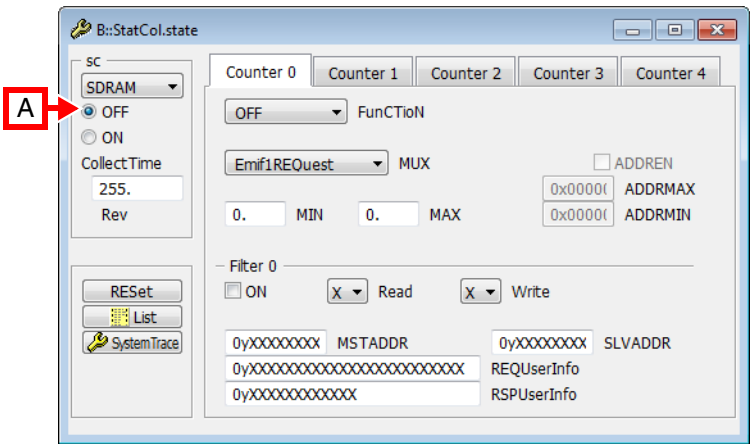 B::StatCol.state
A
sc
SDRAM
OFF
ON
CollectTime
255.
Rev
RESet
List
SystemTrace
Counter 0 Counter 1 Counter 2 Counter 3 Counter 4
OFF FunCTioN
Emif1REQuest MUX ADDREN
0x0000( ADDRMAX
0. MIN 0. MAX 0x0000( ADDRMIN
Filter 0
ON X Read X Write
0yXXXXXXXX MSTADDR 0yXXXXXXXX SLVADDR
0yXXXXXXXXXXXXXXXXXXXXXXXX REQUserInfo
0yXXXXXXXXXXXX RSPUserInfo